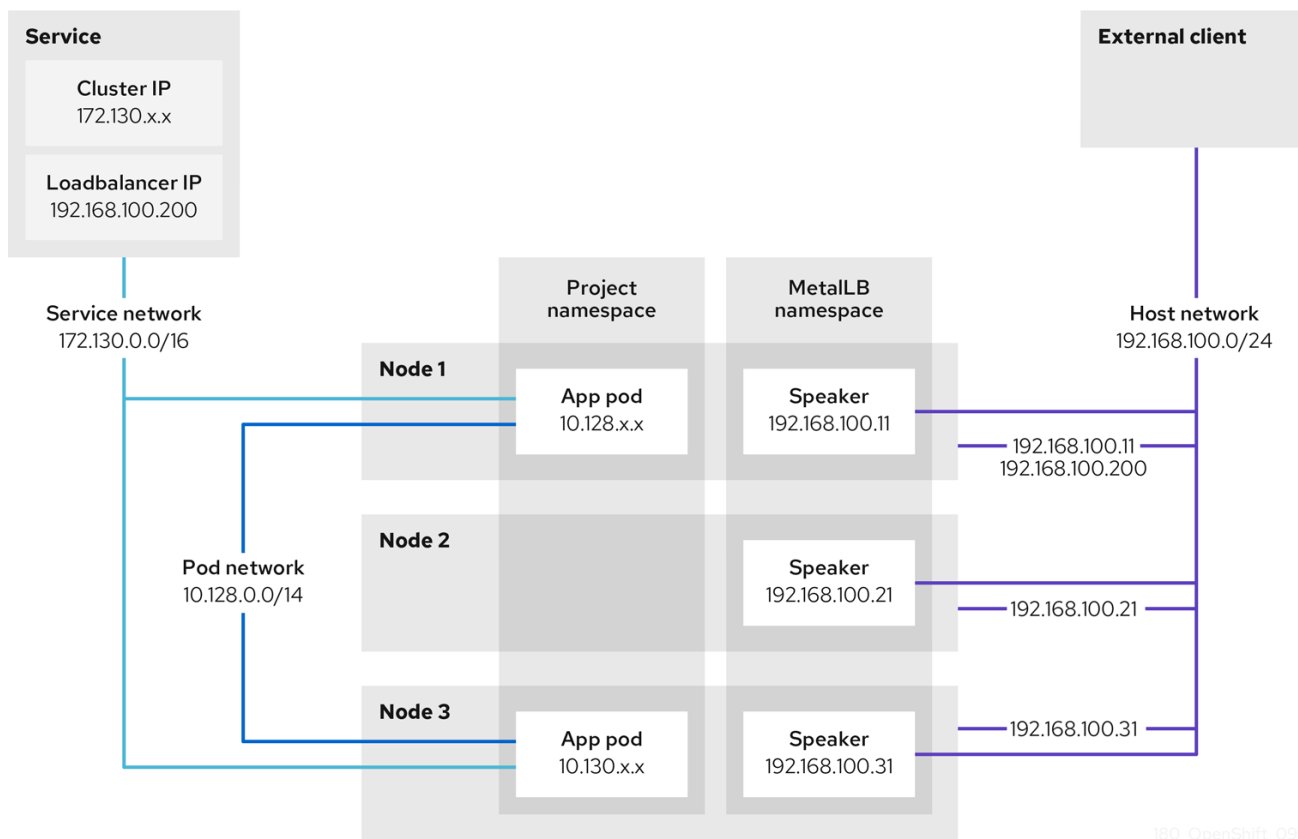 Service
Cluster IP
172.130.x.x
Loadbalancer IP
192.168.100.200
External client
Service network
172.130.0.0/16
Project
namespace
MetalLB
namespace
Host network
192.168.100.0/24
Node 1
App pod
10.128.x.x
Speaker
192.168.100.11
192.168.100.11
192.168.100.200
Node 2
Speaker
192.168.100.21
192.168.100.21
Pod network
10.128.0.0/14
Node 3
App pod
10.130.x.x
Speaker
192.168.100.31
192.168.100.31
180_OpenShift_09